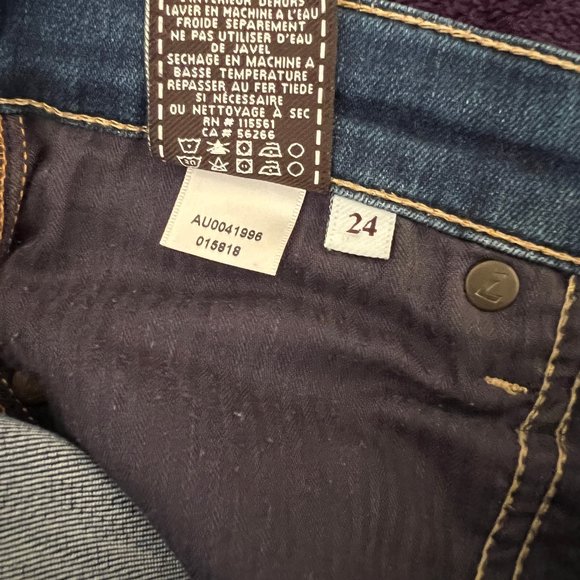 LAVER EN MACHINE A L'EAU
FROIDE SEPAREMENT
NE PAS UTILISER D'EAU
DE JAVEL
SECHAGE EN MACHINE A
BASSE TEMPERATURE
REPASSER AU FER TIEDE
SI NÉCESSAIRE
OU NETTOYAGE À SEC
RN # 115561
CA # 56266
AU0041996
015818
24
Z